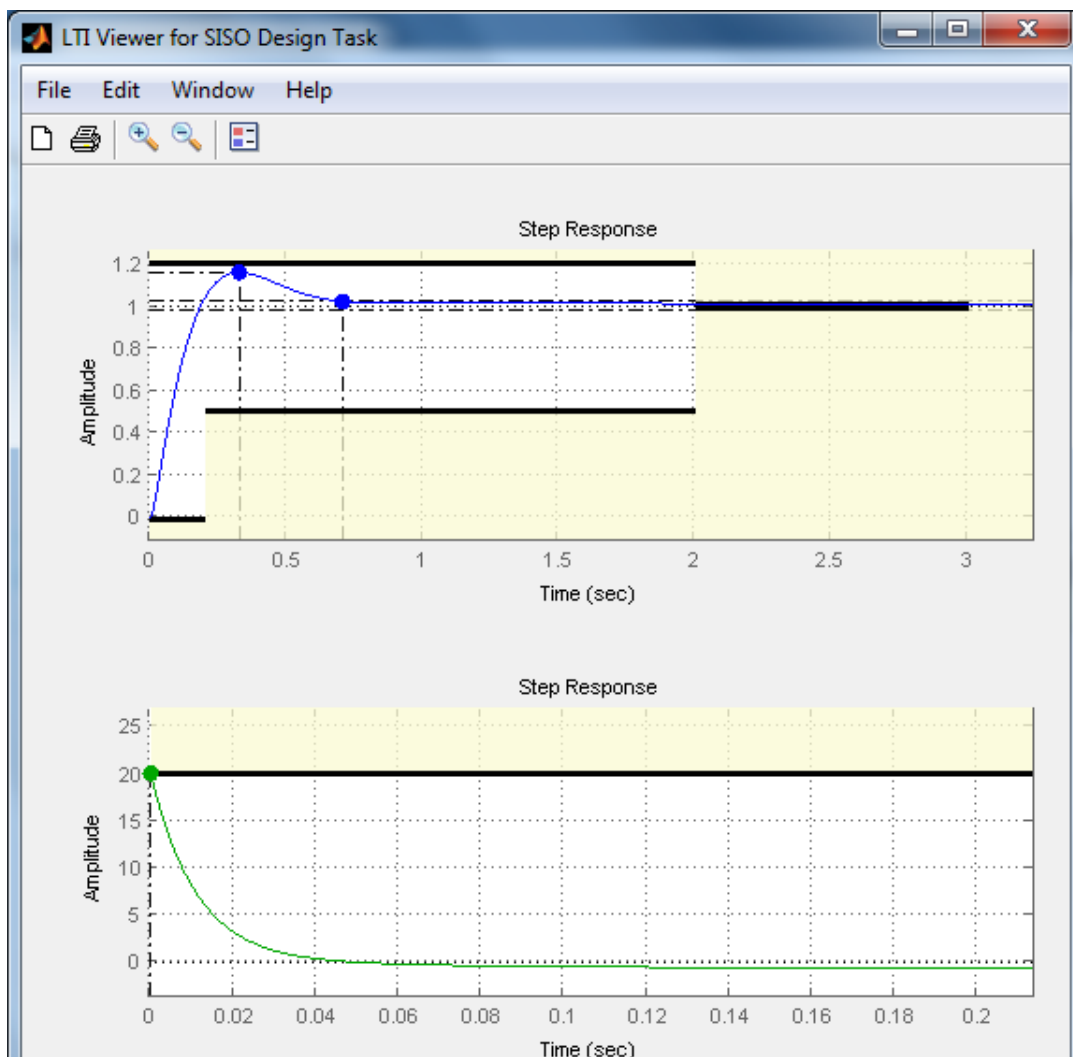 LTI Viewer for SISO Design Task
File Edit Window Help
Step Response
1.2
1
0.8
0.6
0.4
0.2
0
Amplitude
0 0.5 1 1.5 2 2.5 3
Time (sec)
Step Response
25
20
15
10
5
0
Amplitude
0 0.02 0.04 0.06 0.08 0.1 0.12 0.14 0.16 0.18 0.2
Time (sec)